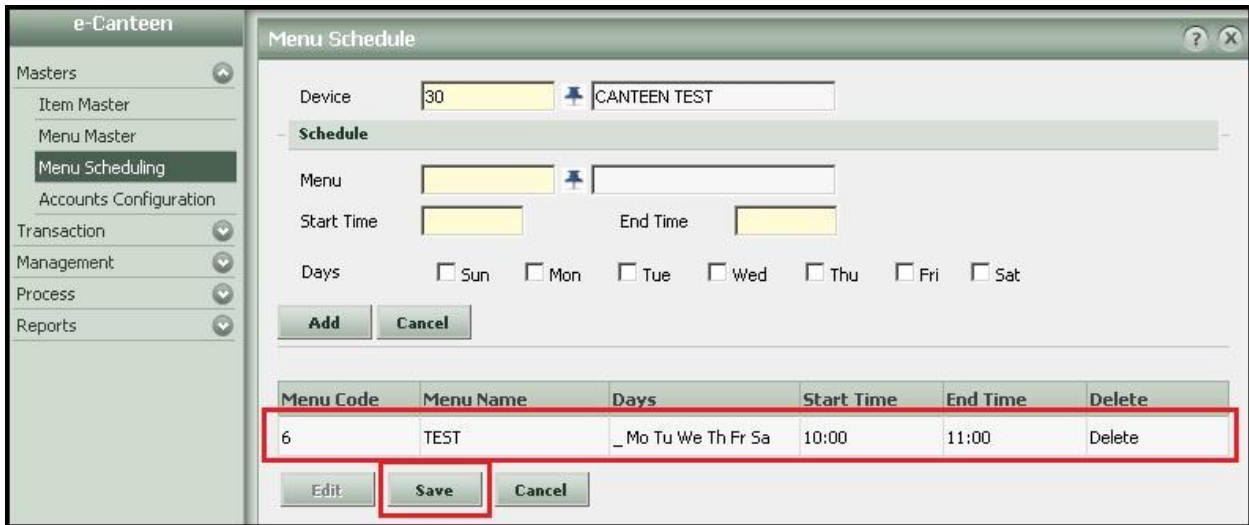 e-Canteen
Masters
Item Master
Menu Master
Menu Scheduling
Accounts Configuration
Transaction
Management
Process
Reports
Menu Schedule ? X
Device 30 CANTEEN TEST
Schedule
Menu
Start Time End Time
Days Sun Mon Tue Wed Thu Fri Sat
Add Cancel
Menu Code Menu Name Days Start Time End Time Delete
6 TEST _ Mo Tu We Th Fr Sa 10:00 11:00 Delete
Edit Save Cancel